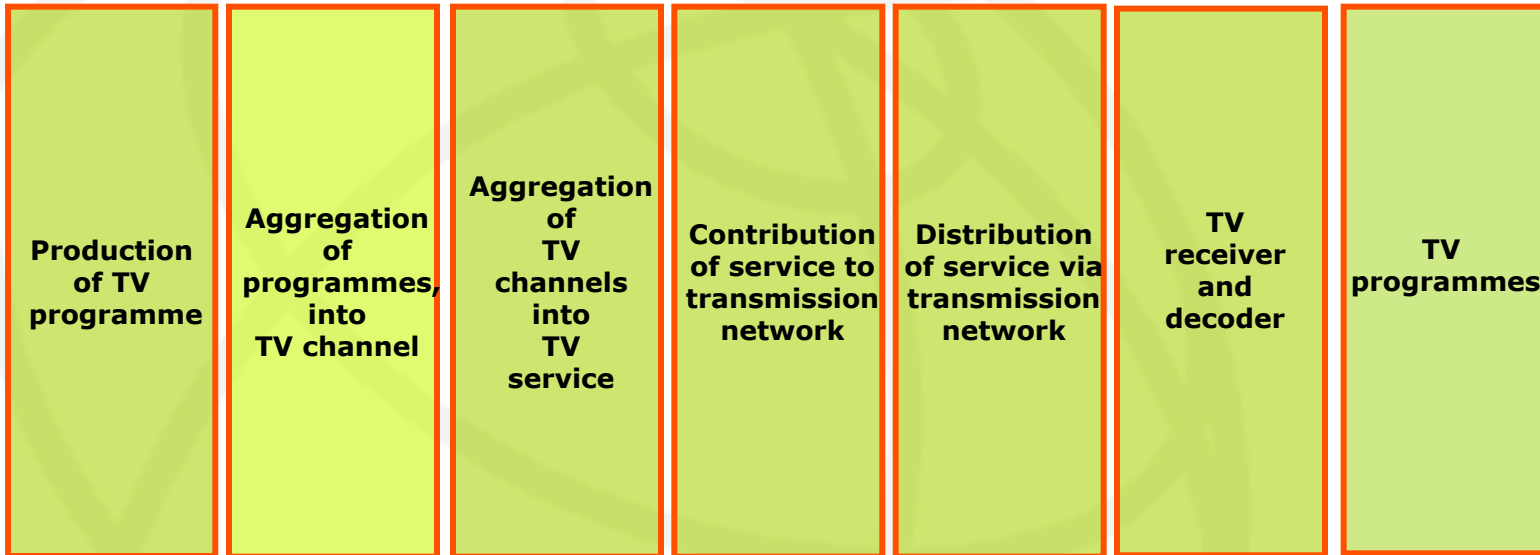 Production
of TV
programme
Aggregation
of
programmes,
into
TV channel
Aggregation
of
TV
channels
into
TV
service
Contribution
of service to
transmission
network
Distribution
of service via
transmission
network
TV
receiver
and
decoder
TV
programmes